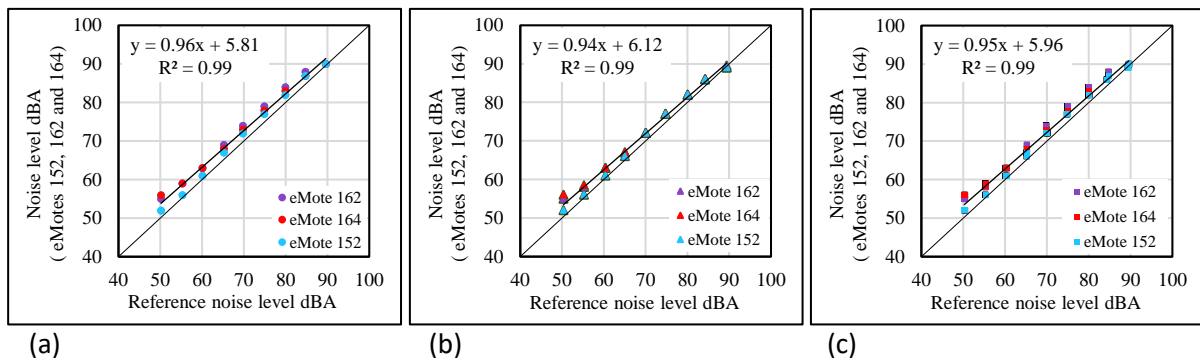 100
90
80
70
60
50
40
Noise level dBA
( eMotes 152, 162 and 164)
y = 0.96x + 5.81
R² = 0.99
eMote 162
eMote 164
eMote 152
40 50 60 70 80 90 100
Reference noise level dBA
(a)
100
90
80
70
60
50
40
Noise level dBA
( eMotes 152, 162 and 164)
y = 0.94x + 6.12
R² = 0.99
eMote 162
eMote 164
eMote 152
40 50 60 70 80 90 100
Reference noise level dBA
(b)
100
90
80
70
60
50
40
Noise level dBA
( eMotes 152, 162 and 164)
y = 0.95x + 5.96
R² = 0.99
eMote 162
eMote 164
eMote 152
40 50 60 70 80 90 100
Reference noise level dBA
(c)